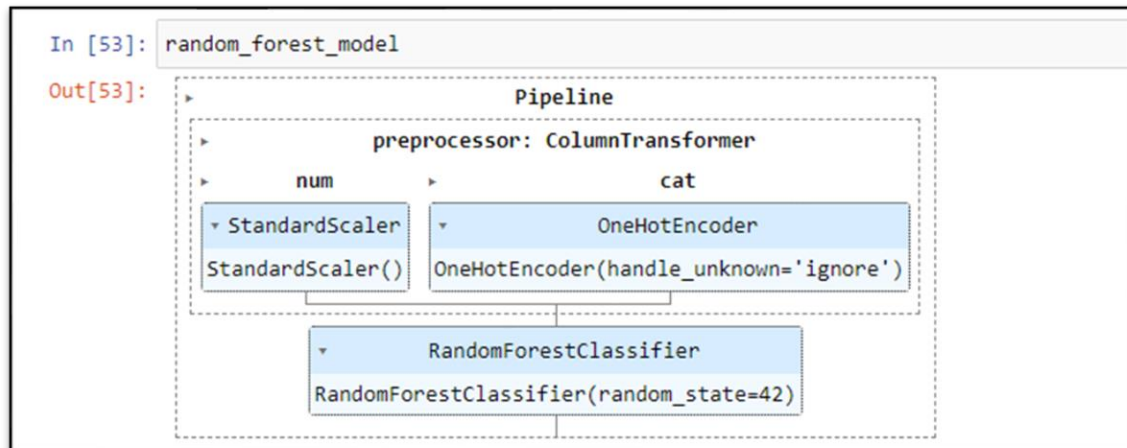 In [53]: random_forest_model
Out[53]:
Pipeline
preprocessor: ColumnTransformer
num cat
StandardScaler OneHotEncoder
StandardScaler() OneHotEncoder(handle_unknown='ignore')
RandomForestClassifier
RandomForestClassifier(random_state=42)